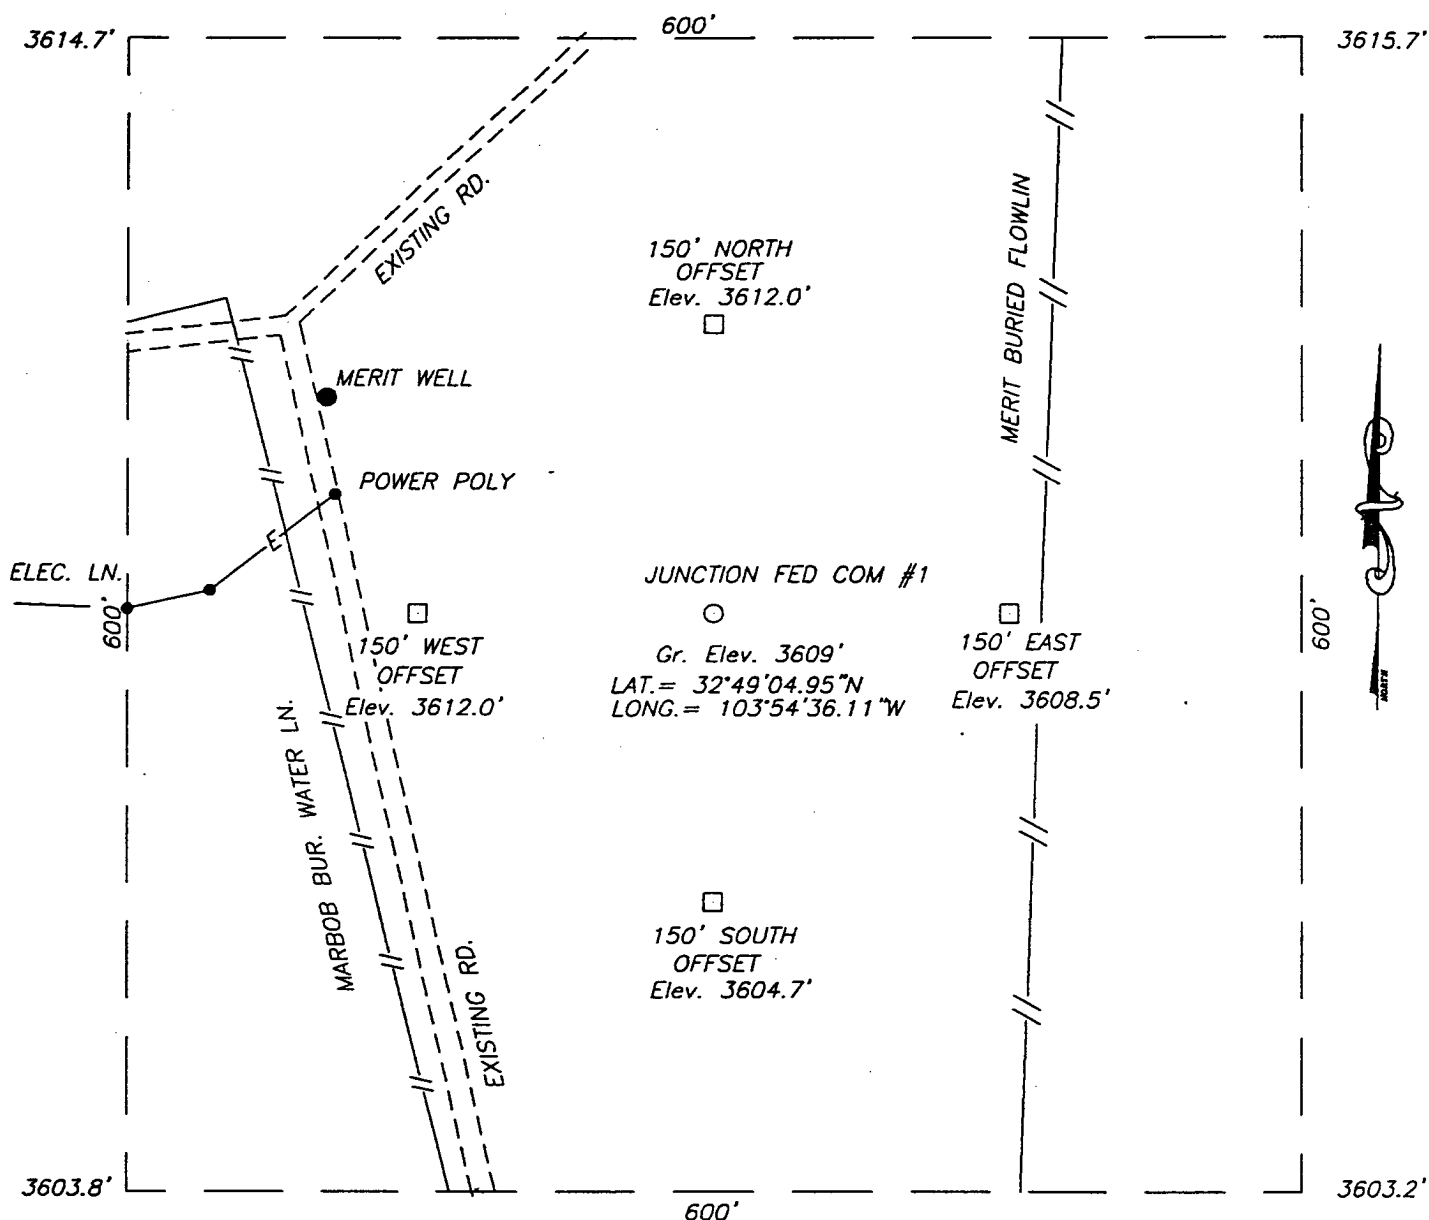 600'
3614.7'
3615.7'
EXISTING RD.
150' NORTH
OFFSET
Elev. 3612.0'
MERIT BURIED FLOWLIN
MERIT WELL
POWER POLY
E
ELEC. LN.
600'
JUNCTION FED COM #1
Gr. Elev. 3609'
LAT.= 32°49'04.95"N
LONG.= 103°54'36.11"W
150' WEST
OFFSET
Elev. 3612.0'
150' EAST
OFFSET
Elev. 3608.5'
600'
NORTH
MARBOB BUR. WATER LN.
EXISTING RD.
150' SOUTH
OFFSET
Elev. 3604.7'
3603.8'
3603.2'
600'